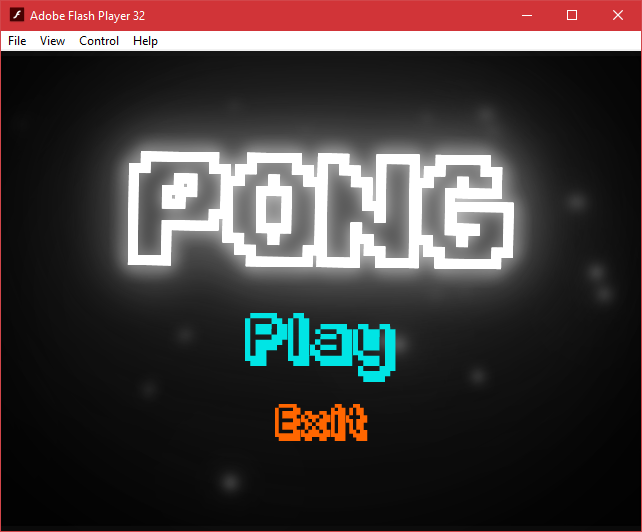 Adobe Flash Player 32
File View Control Help
PONG
Play
Exit